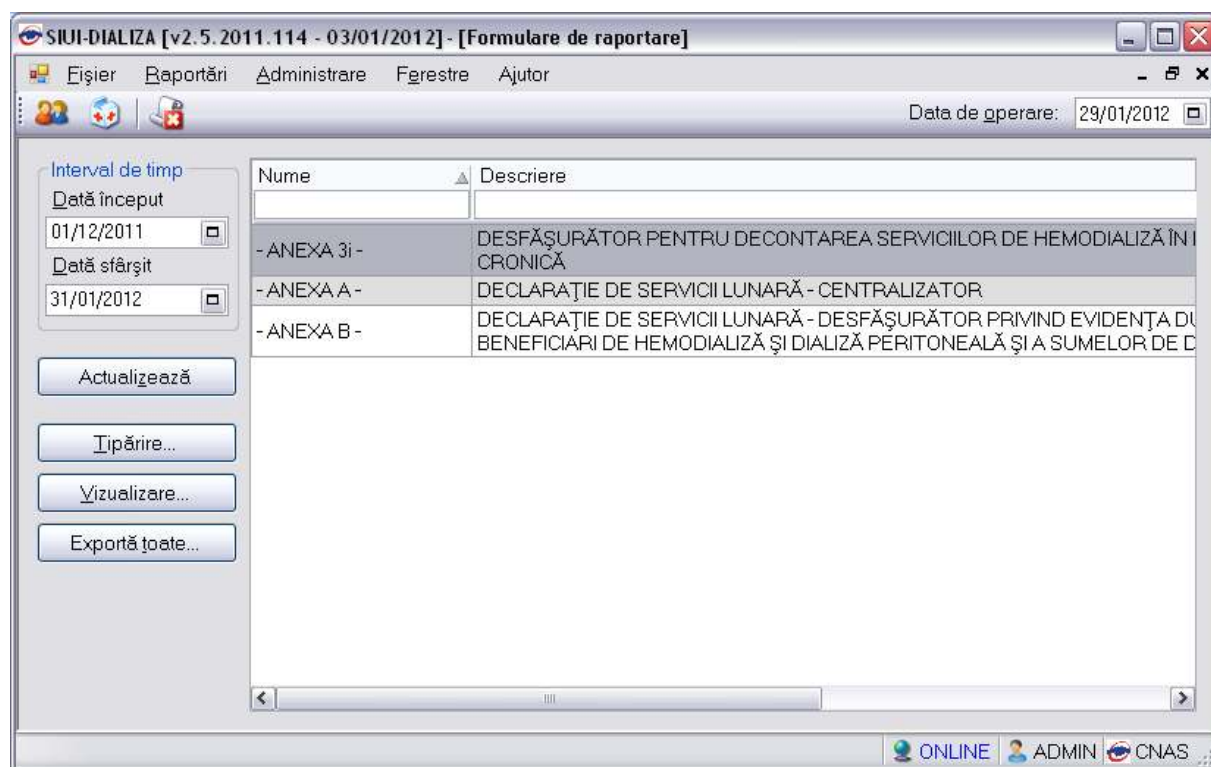 SIUI-DIALIZA [v2.5.2011.114 - 03/01/2012] - [Formulare de raportare]
Fişier Raportări Administrare Ferestre Ajutor
Data de operare: 29/01/2012
Interval de timp
Dată început
01/12/2011
Dată sfârşit
31/01/2012
Actualizează
Tipărire...
Vizualizare...
Exportă toate...
Nume Descriere
- ANEXA 3i - DESFĂŞURĂTOR PENTRU DECONTAREA SERVICIILOR DE HEMODIALIZĂ ÎN
CRONICĂ
- ANEXA A - DECLARAŢIE DE SERVICII LUNARĂ - CENTRALIZATOR
- ANEXA B - DECLARAŢIE DE SERVICII LUNARĂ - DESFĂŞURĂTOR PRIVIND EVIDENŢA
BENEFICIARI DE HEMODIALIZĂ ŞI DIALIZĂ PERITONEALĂ ŞI A SUMELOR DE
ONLINE ADMIN CNAS